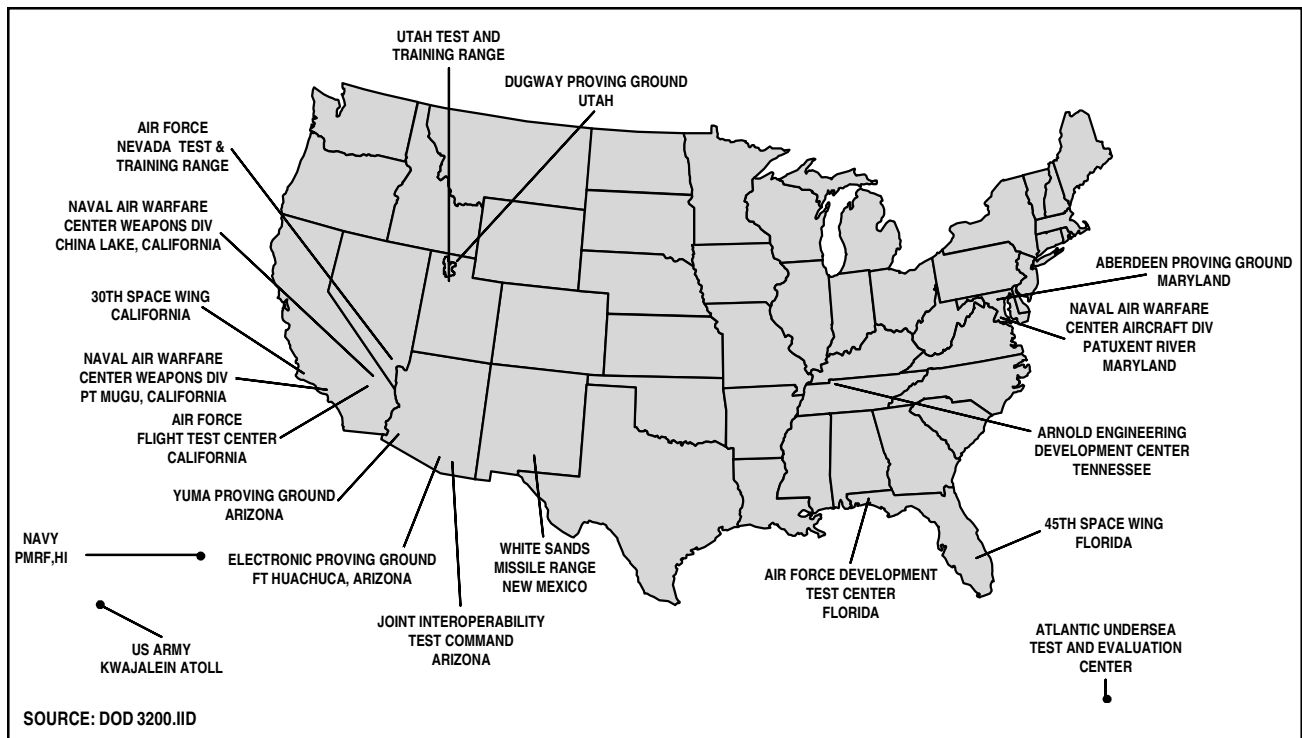 UTAH TEST AND
TRAINING RANGE
DUGWAY PROVING GROUND
UTAH
AIR FORCE
NEVADA TEST &
TRAINING RANGE
NAVAL AIR WARFARE
CENTER WEAPONS DIV
CHINA LAKE, CALIFORNIA
30TH SPACE WING
CALIFORNIA
NAVAL AIR WARFARE
CENTER WEAPONS DIV
PT MUGU, CALIFORNIA
AIR FORCE
FLIGHT TEST CENTER
CALIFORNIA
YUMA PROVING GROUND
ARIZONA
NAVY
PMRF,HI
US ARMY
KWAJALEIN ATOLL
ELECTRONIC PROVING GROUND
FT HUACHUCA, ARIZONA
JOINT INTEROPERABILITY
TEST COMMAND
ARIZONA
WHITE SANDS
MISSILE RANGE
NEW MEXICO
AIR FORCE DEVELOPMENT
TEST CENTER
FLORIDA
ABERDEEN PROVING GROUND
MARYLAND
NAVAL AIR WARFARE
CENTER AIRCRAFT DIV
PATUXENT RIVER
MARYLAND
ARNOLD ENGINEERING
DEVELOPMENT CENTER
TENNESSEE
45TH SPACE WING
FLORIDA
ATLANTIC UNDERSEA
TEST AND EVALUATION
CENTER
SOURCE: DOD 3200.IID